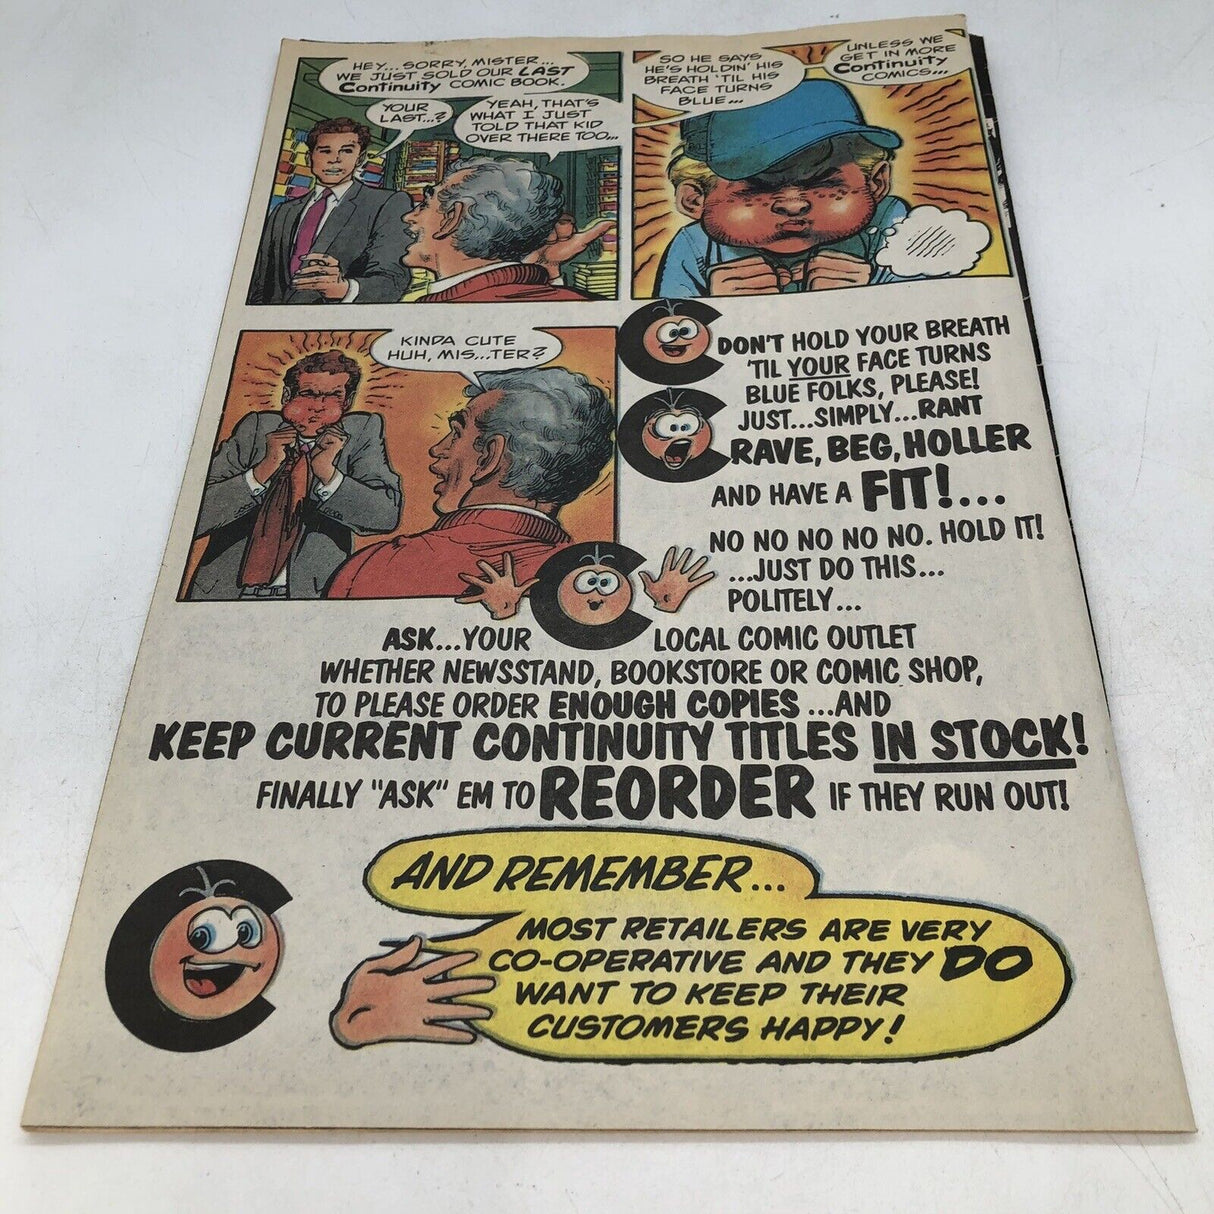 HEY...SORRY, MISTER...
WE JUST SOLD OUR LAST
Continuity COMIC BOOK.
YOUR
LAST...?
YEAH, THAT'S
WHAT I JUST
TOLD THAT KID
OVER THERE TOO...
SO HE SAYS
HE'S HOLDIN' HIS
BREATH 'TIL HIS
FACE TURNS
BLUE...
UNLESS WE
GET IN MORE
Continuity
COMICS...
KINDA CUTE
HUH, MIS...TER?
DON'T HOLD YOUR BREATH
'TIL YOUR FACE TURNS
BLUE FOLKS, PLEASE!
JUST...SIMPLY...RANT
RAVE, BEG, HOLLER
AND HAVE A FIT!...
NO NO NO NO NO. HOLD IT!
...JUST DO THIS...
POLITELY...
ASK...YOUR LOCAL COMIC OUTLET
WHETHER NEWSSTAND, BOOKSTORE OR COMIC SHOP,
TO PLEASE ORDER ENOUGH COPIES ...AND
KEEP CURRENT CONTINUITY TITLES IN STOCK!
FINALLY "ASK" EM TO REORDER IF THEY RUN OUT!
AND REMEMBER...
MOST RETAILERS ARE VERY
CO-OPERATIVE AND THEY DO
WANT TO KEEP THEIR
CUSTOMERS HAPPY!